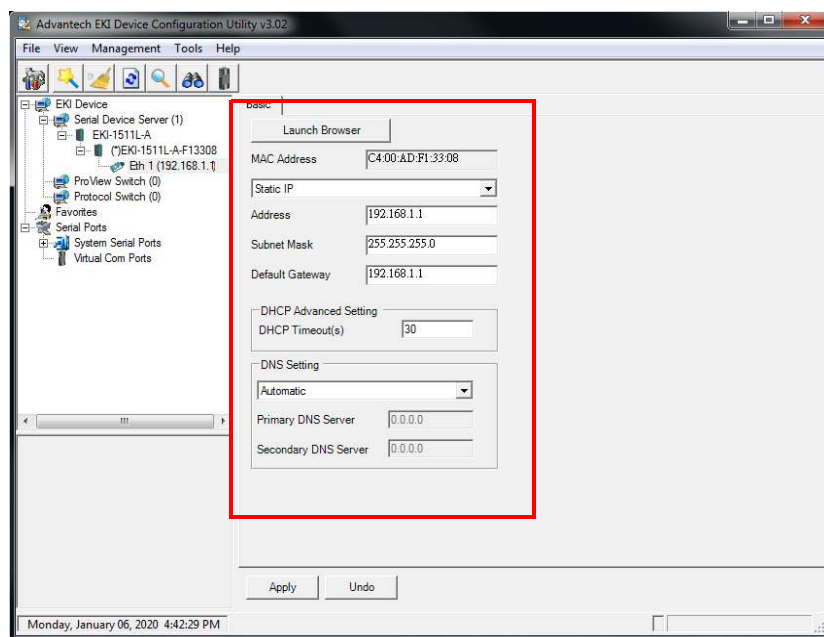 Advantech EKI Device Configuration Utility v3.02
File View Management Tools Help
EKI Device
Serial Device Server (1)
EKI-1511L-A
(*)EKI-1511L-A-F13308
Eth 1 (192.168.1.1)
ProView Switch (0)
Protocol Switch (0)
Favorites
Serial Ports
System Serial Ports
Virtual Com Ports
Basic
Launch Browser
MAC Address C4:00:AD:F1:33:08
Static IP
Address 192.168.1.1
Subnet Mask 255.255.255.0
Default Gateway 192.168.1.1
DHCP Advanced Setting
DHCP Timeout(s) 30
DNS Setting
Automatic
Primary DNS Server 0.0.0.0
Secondary DNS Server 0.0.0.0
Apply Undo
Monday, January 06, 2020 4:42:29 PM